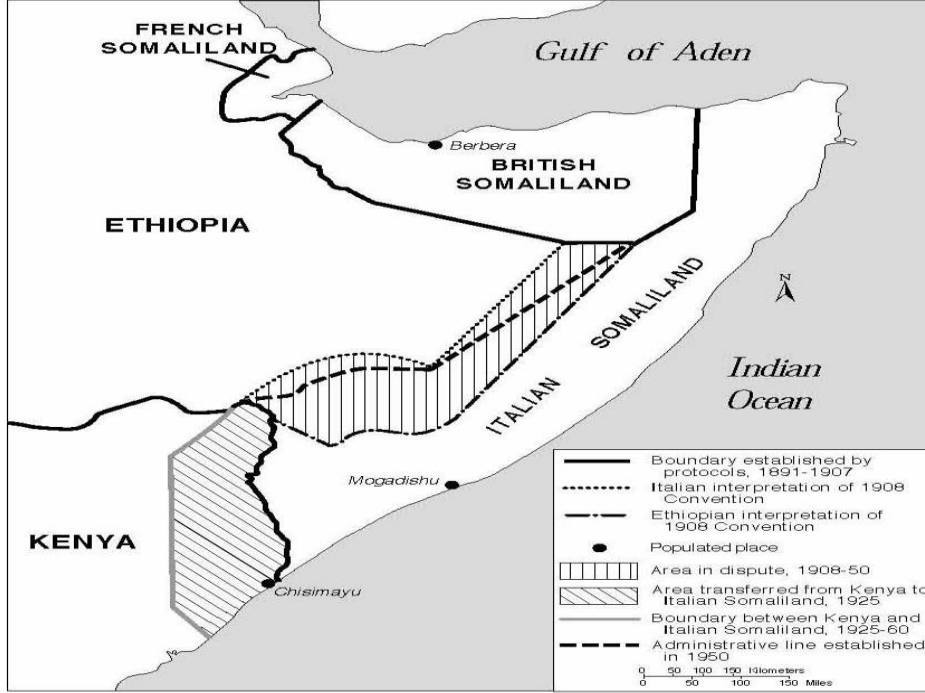 FRENCH
SOMALILAND
Gulf of Aden
Berbera
BRITISH
SOMALILAND
ETHIOPIA
N
ITALIAN SOMALILAND
Indian
Ocean
Mogadishu
KENYA
Chisimayu
Boundary established by
protocols, 1891-1907
Italian interpretation of 1908
Convention
Ethiopian interpretation of
1908 Convention
Populated place
Area in dispute, 1908-50
Area transferred from Kenya to
Italian Somaliland, 1925
Boundary between Kenya and
Italian Somaliland, 1925-60
Administrative line established
in 1950
0 50 100 150 Kilometers
0 50 100 150 Miles